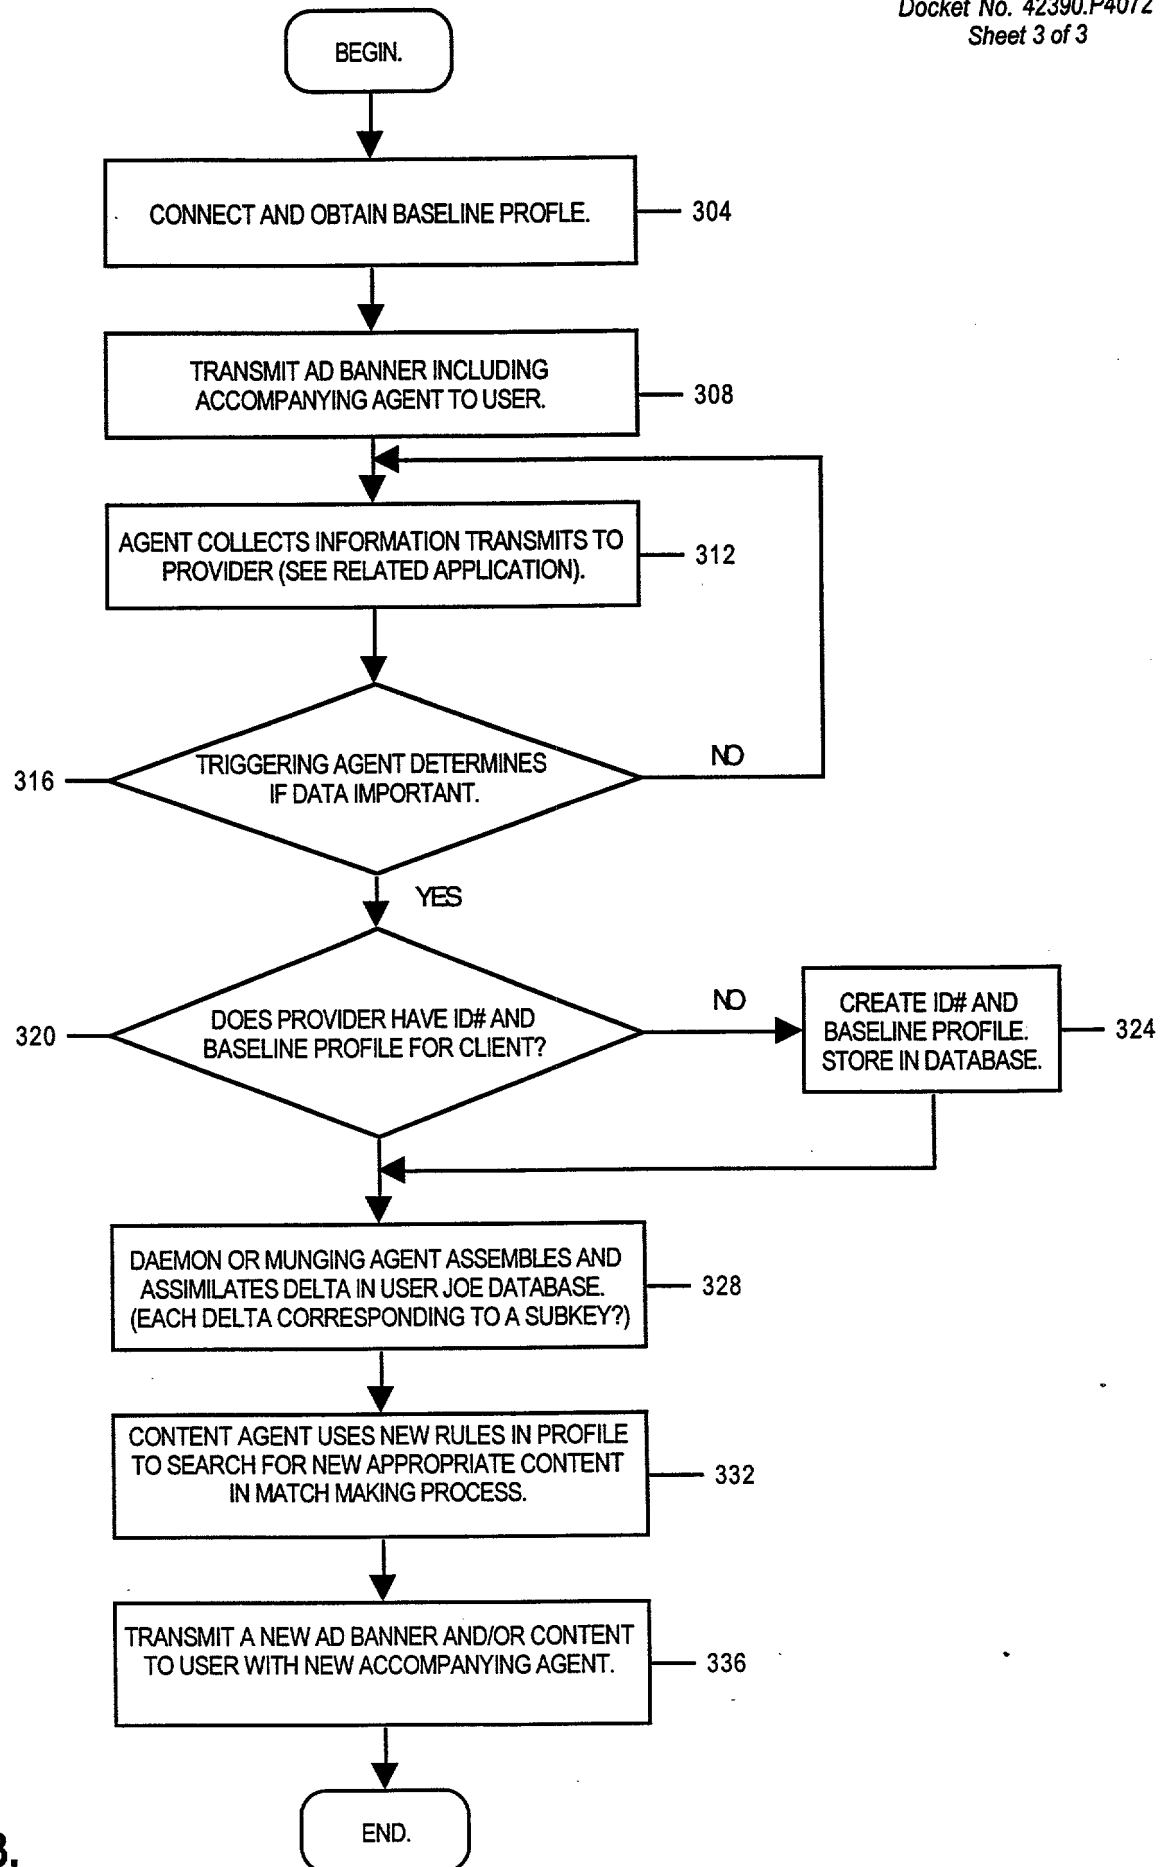 Docket No. 42390.P4072
Sheet 3 of 3
BEGIN.
CONNECT AND OBTAIN BASELINE PROFLE.
304
TRANSMIT AD BANNER INCLUDING
ACCOMPANYING AGENT TO USER.
308
AGENT COLLECTS INFORMATION TRANSMITS TO
PROVIDER (SEE RELATED APPLICATION).
312
TRIGGERING AGENT DETERMINES
IF DATA IMPORTANT.
316
NO
YES
DOES PROVIDER HAVE ID# AND
BASELINE PROFILE FOR CLIENT?
320
NO
CREATE ID# AND
BASELINE PROFILE.
STORE IN DATABASE.
324
DAEMON OR MUNGING AGENT ASSEMBLES AND
ASSIMILATES DELTA IN USER JOE DATABASE.
(EACH DELTA CORRESPONDING TO A SUBKEY?)
328
CONTENT AGENT USES NEW RULES IN PROFILE
TO SEARCH FOR NEW APPROPRIATE CONTENT
IN MATCH MAKING PROCESS.
332
TRANSMIT A NEW AD BANNER AND/OR CONTENT
TO USER WITH NEW ACCOMPANYING AGENT.
336
END.